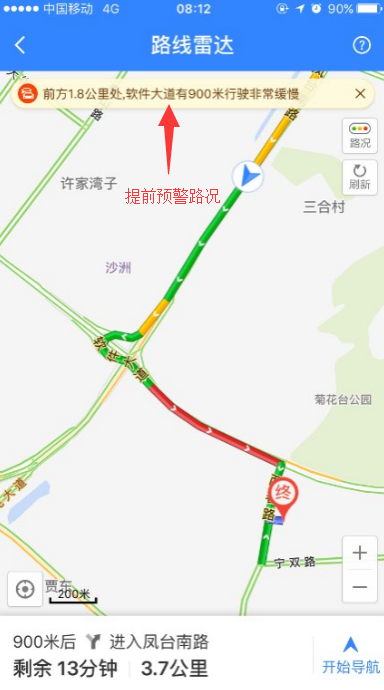 中国移动 4G 08:12 90%
路线雷达
前方1.8公里处,软件大道有900米行驶非常缓慢
路
路况
提前预警路况
刷新
许家湾子
三合村
沙洲
软件大道
菊花台公园
终
路
大道
宁双路
贾东
200米
900米后 进入凤台南路
剩余 13分钟 3.7公里
开始导航